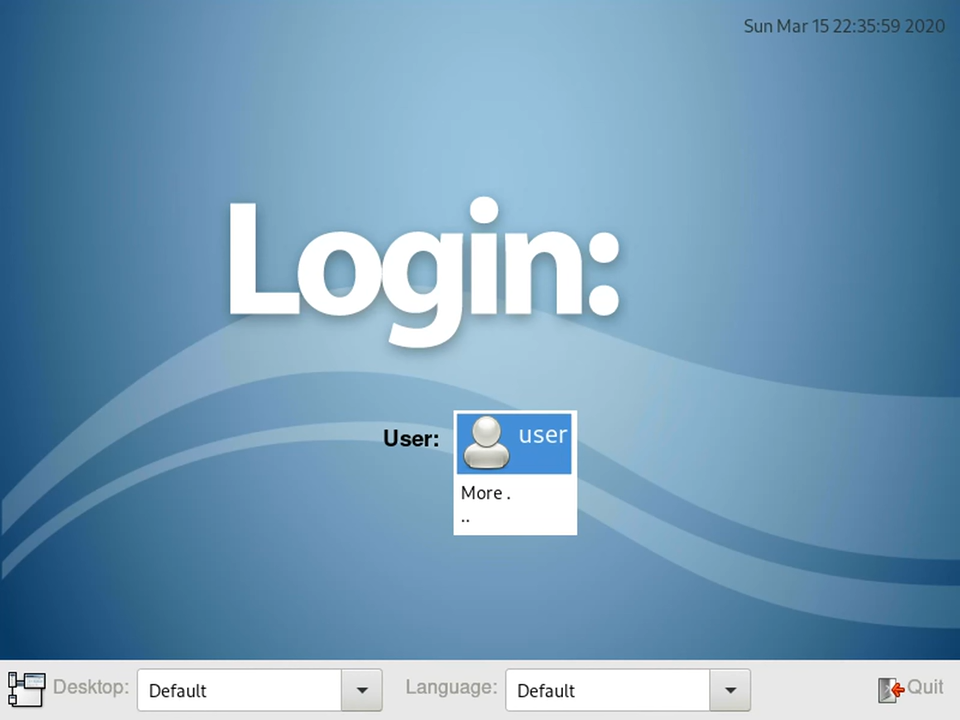 Sun Mar 15 22:35:59 2020
Login:
User:
user
More .
..
Desktop:
Default
Language:
Default
Quit